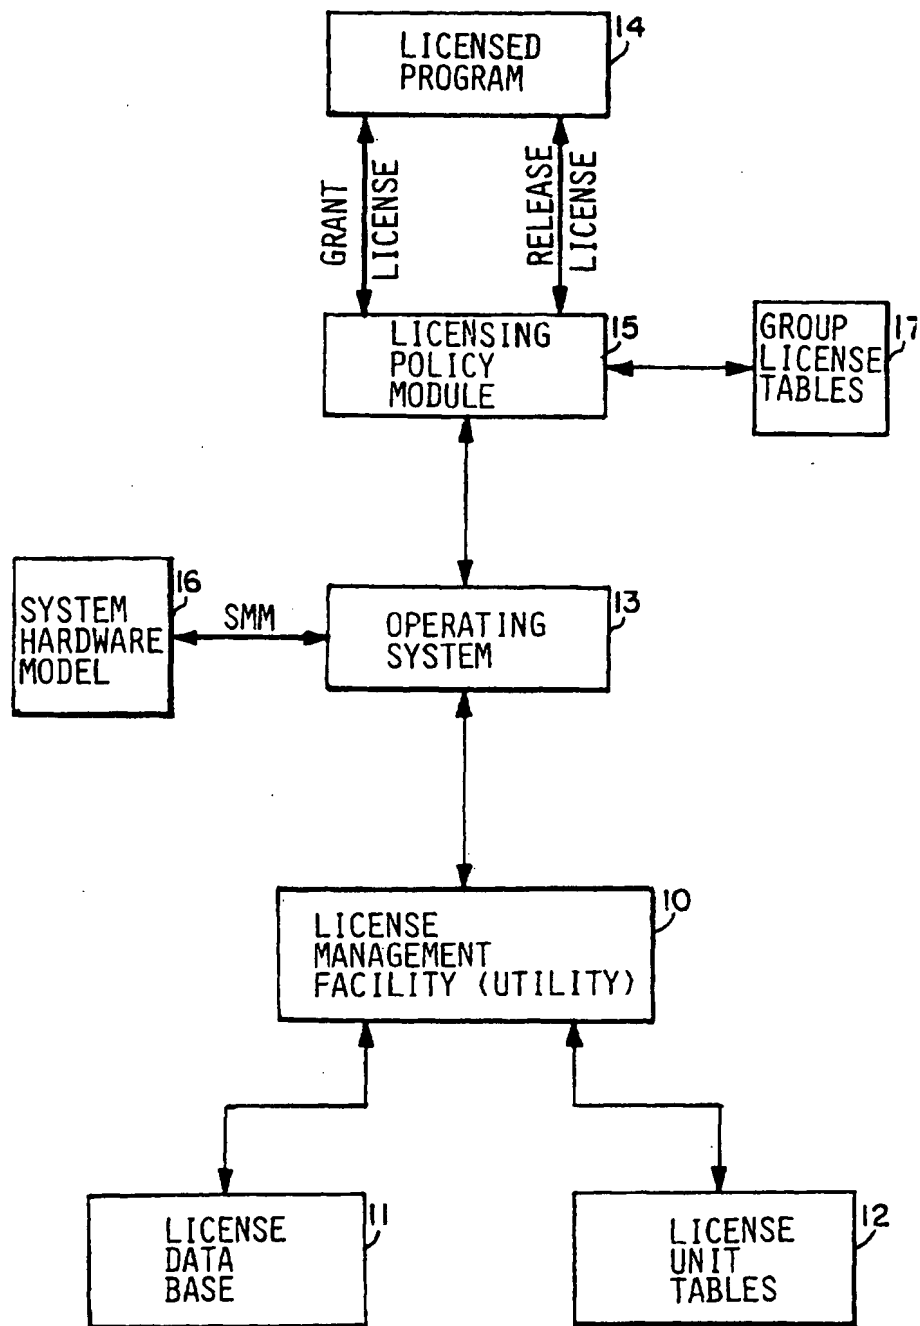 LICENSED
PROGRAM
14
GRANT
LICENSE
RELEASE
LICENSE
LICENSING
POLICY
MODULE
15
GROUP
LICENSE
TABLES
17
SYSTEM
HARDWARE
MODEL
16
SMM
OPERATING
SYSTEM
13
LICENSE
MANAGEMENT
FACILITY (UTILITY)
10
LICENSE
DATA
BASE
11
LICENSE
UNIT
TABLES
12